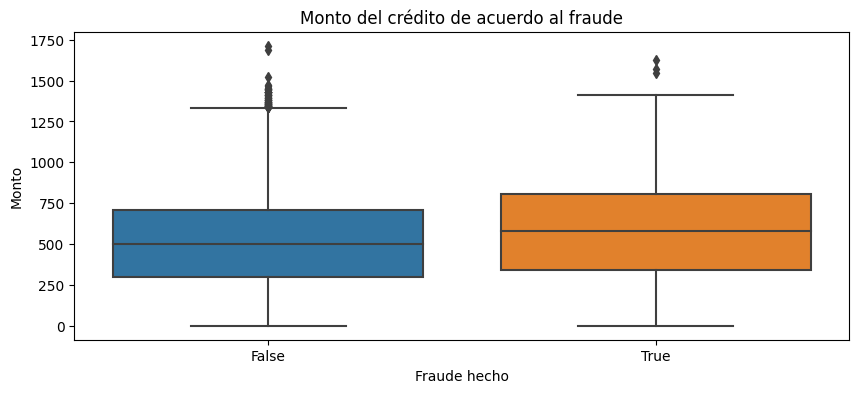 Monto del crédito de acuerdo al fraude
Monto
1750
1500
1250
1000
750
500
250
0
False
True
Fraude hecho